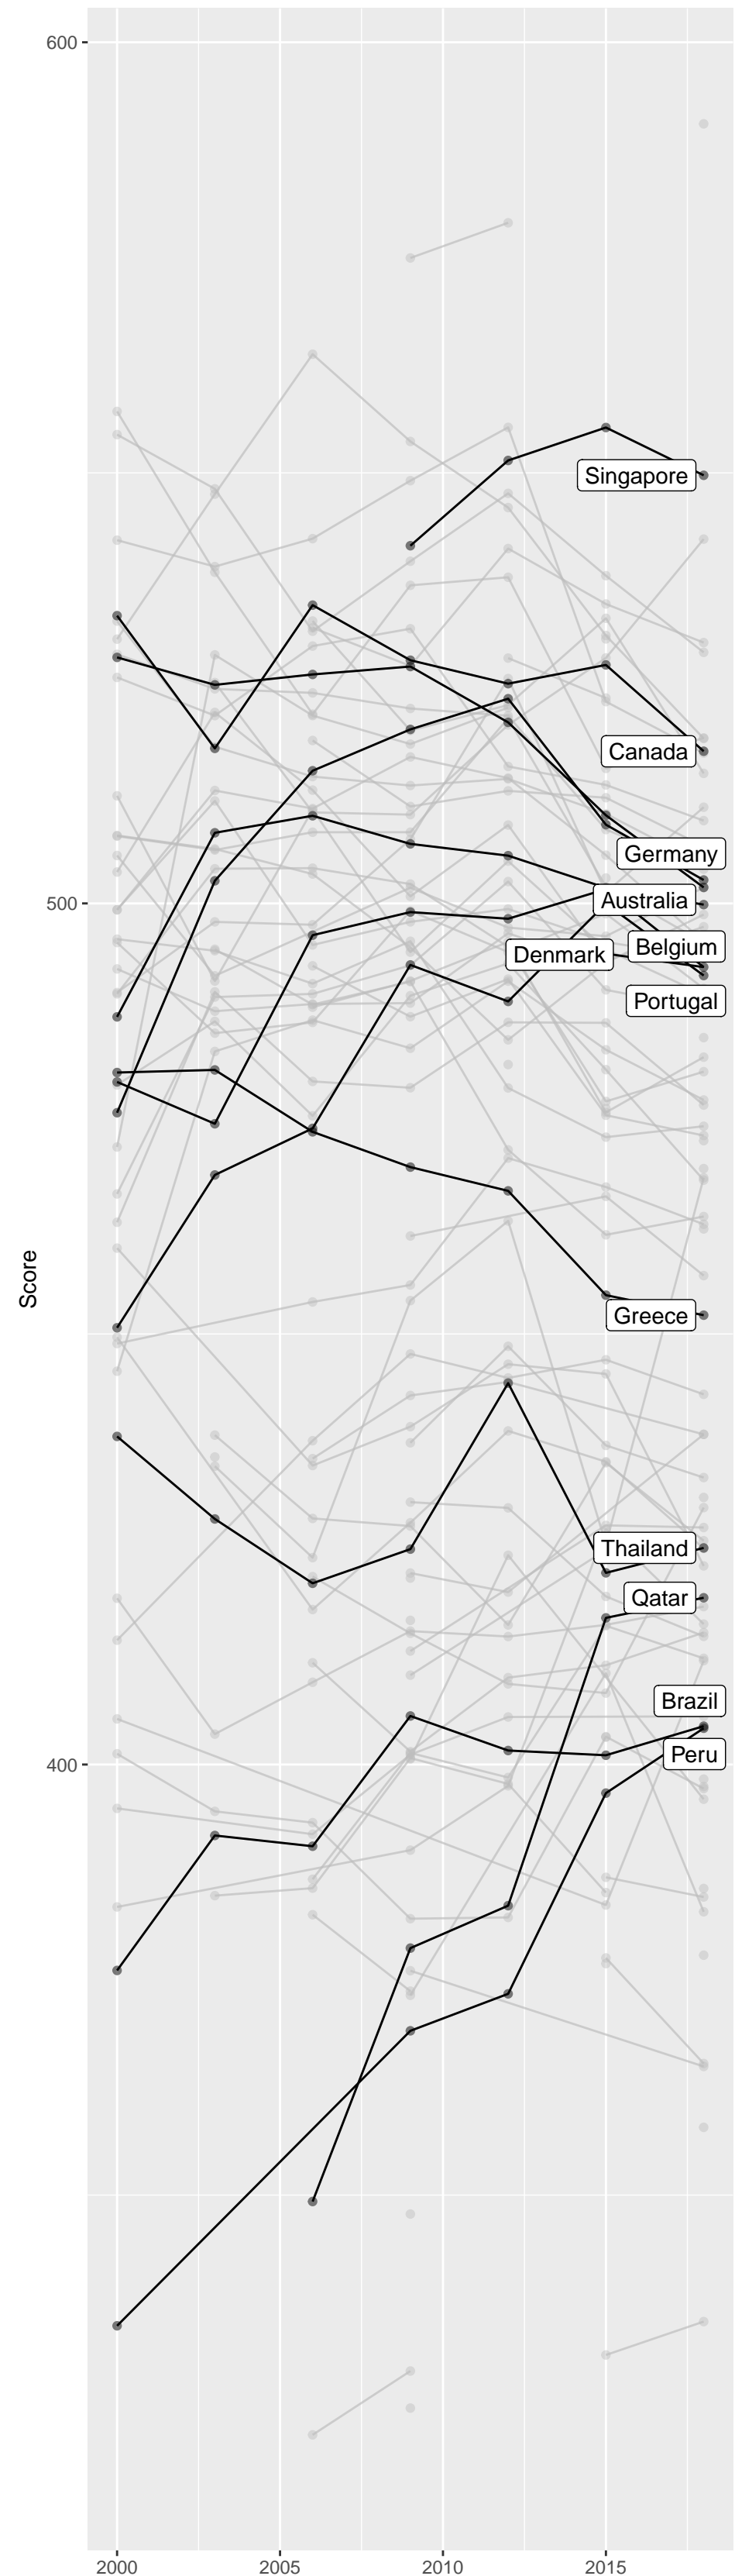 600
Singapore
Canada
Germany
500
Australia
Belgium
Denmark
Portugal
Score
Greece
Thailand
Qatar
Brazil
Peru
400
2000
2005
2010
2015